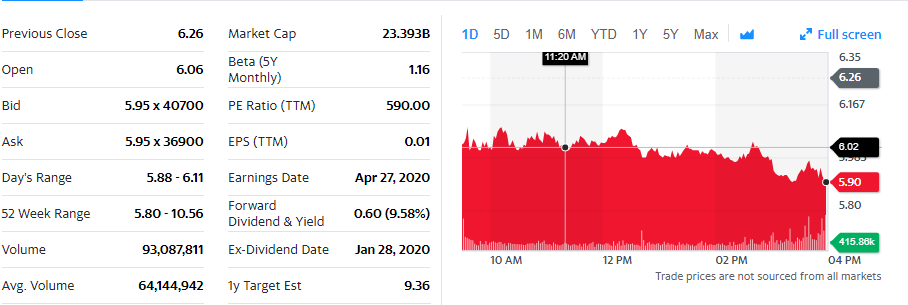 Previous Close 6.26
Open 6.06
Bid 5.95 x 40700
Ask 5.95 x 36900
Day's Range 5.88 - 6.11
52 Week Range 5.80 - 10.56
Volume 93,087,811
Avg. Volume 64,144,942
Market Cap 23.393B
Beta (5Y
Monthly) 1.16
PE Ratio (TTM) 590.00
EPS (TTM) 0.01
Earnings Date Apr 27, 2020
Forward
Dividend & Yield 0.60 (9.58%)
Ex-Dividend Date Jan 28, 2020
1y Target Est 9.36
1D 5D 1M 6M YTD 1Y 5Y Max Full screen
11:20 AM
6.35
6.26
6.167
6.02
5.90
5.80
415.86k
10 AM 12 PM 02 PM 04 PM
Trade prices are not sourced from all markets